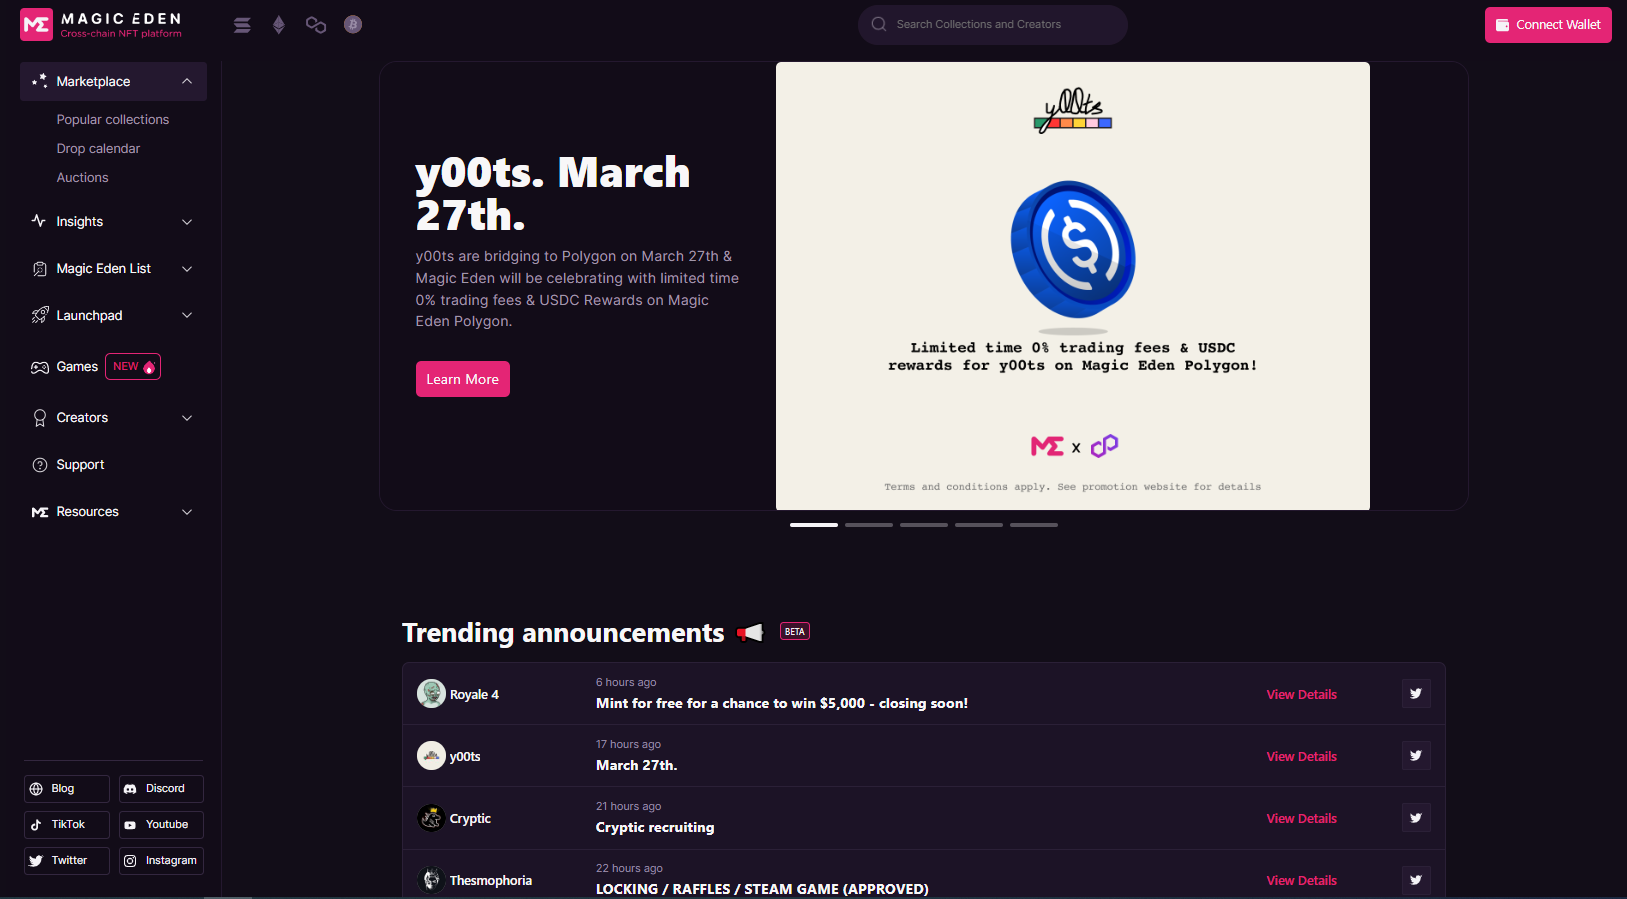 MAGIC EDEN
Cross-chain NFT platform
Search Collections and Creators
Connect Wallet
Marketplace
Popular collections
Drop calendar
Auctions
Insights
Magic Eden List
Launchpad
Games NEW
Creators
Support
Resources
Blog
Discord
TikTok
Youtube
Twitter
Instagram
y00ts. March
27th.
y00ts are bridging to Polygon on March 27th &
Magic Eden will be celebrating with limited time
0% trading fees & USDC Rewards on Magic
Eden Polygon.
Learn More
y00ts
Limited time 0% trading fees & USDC
rewards for y00ts on Magic Eden Polygon!
ME x
Terms and conditions apply. See promotion website for details
Trending announcements BETA
Royale 4
6 hours ago
Mint for free for a chance to win $5,000 - closing soon!
View Details
y00ts
17 hours ago
March 27th.
View Details
Cryptic
21 hours ago
Cryptic recruiting
View Details
Thesmophoria
22 hours ago
LOCKING / RAFFLES / STEAM GAME (APPROVED)
View Details